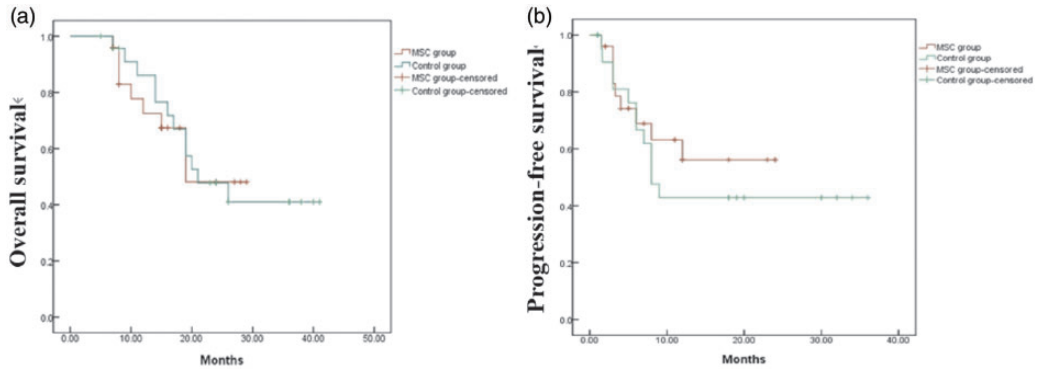 (a)
Overall survival
1.0
0.8
0.6
0.4
0.2
0.0
0.00 10.00 20.00 30.00 40.00 50.00
Months
MSC group
Control group
MSC group-censored
Control group-censored
(b)
Progression-free survival
1.0
0.8
0.6
0.4
0.2
0.0
0.00 10.00 20.00 30.00 40.00
Months
MSC group
Control group
MSC group-censored
Control group-censored